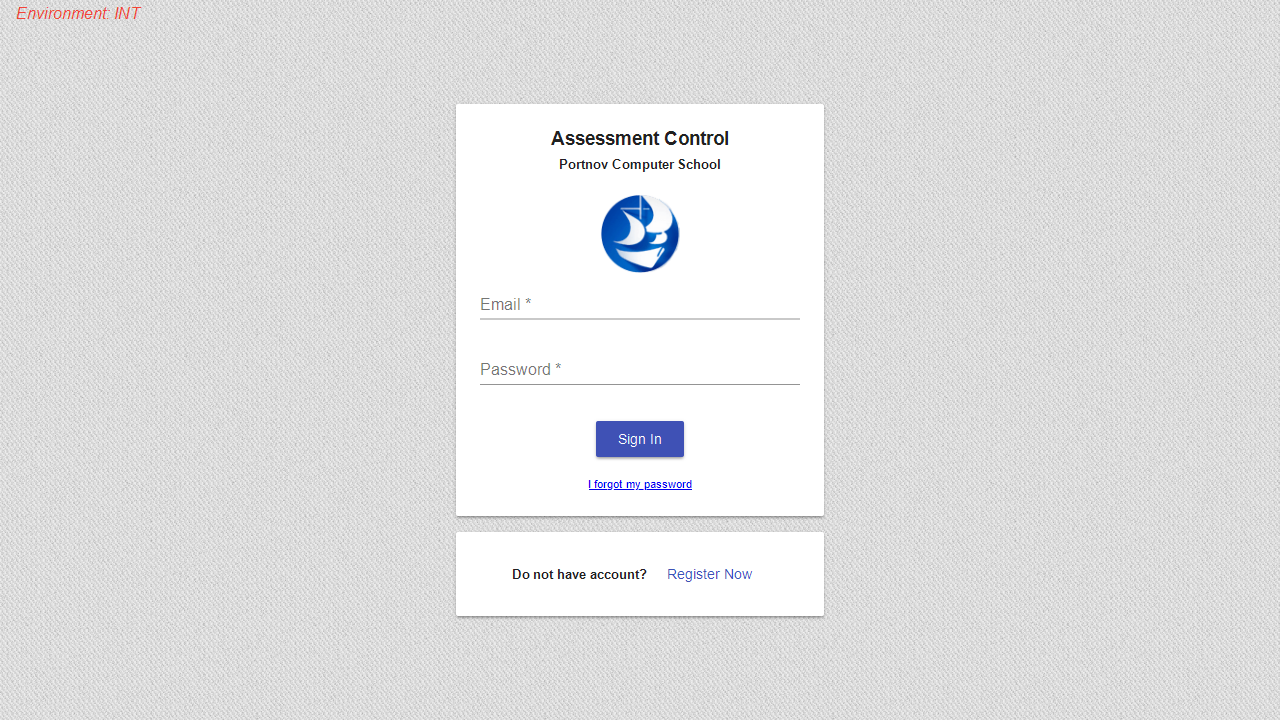 Environment: INT
Assessment Control
Portnov Computer School
Email *
Password *
Sign In
I forgot my password
Do not have account? Register Now